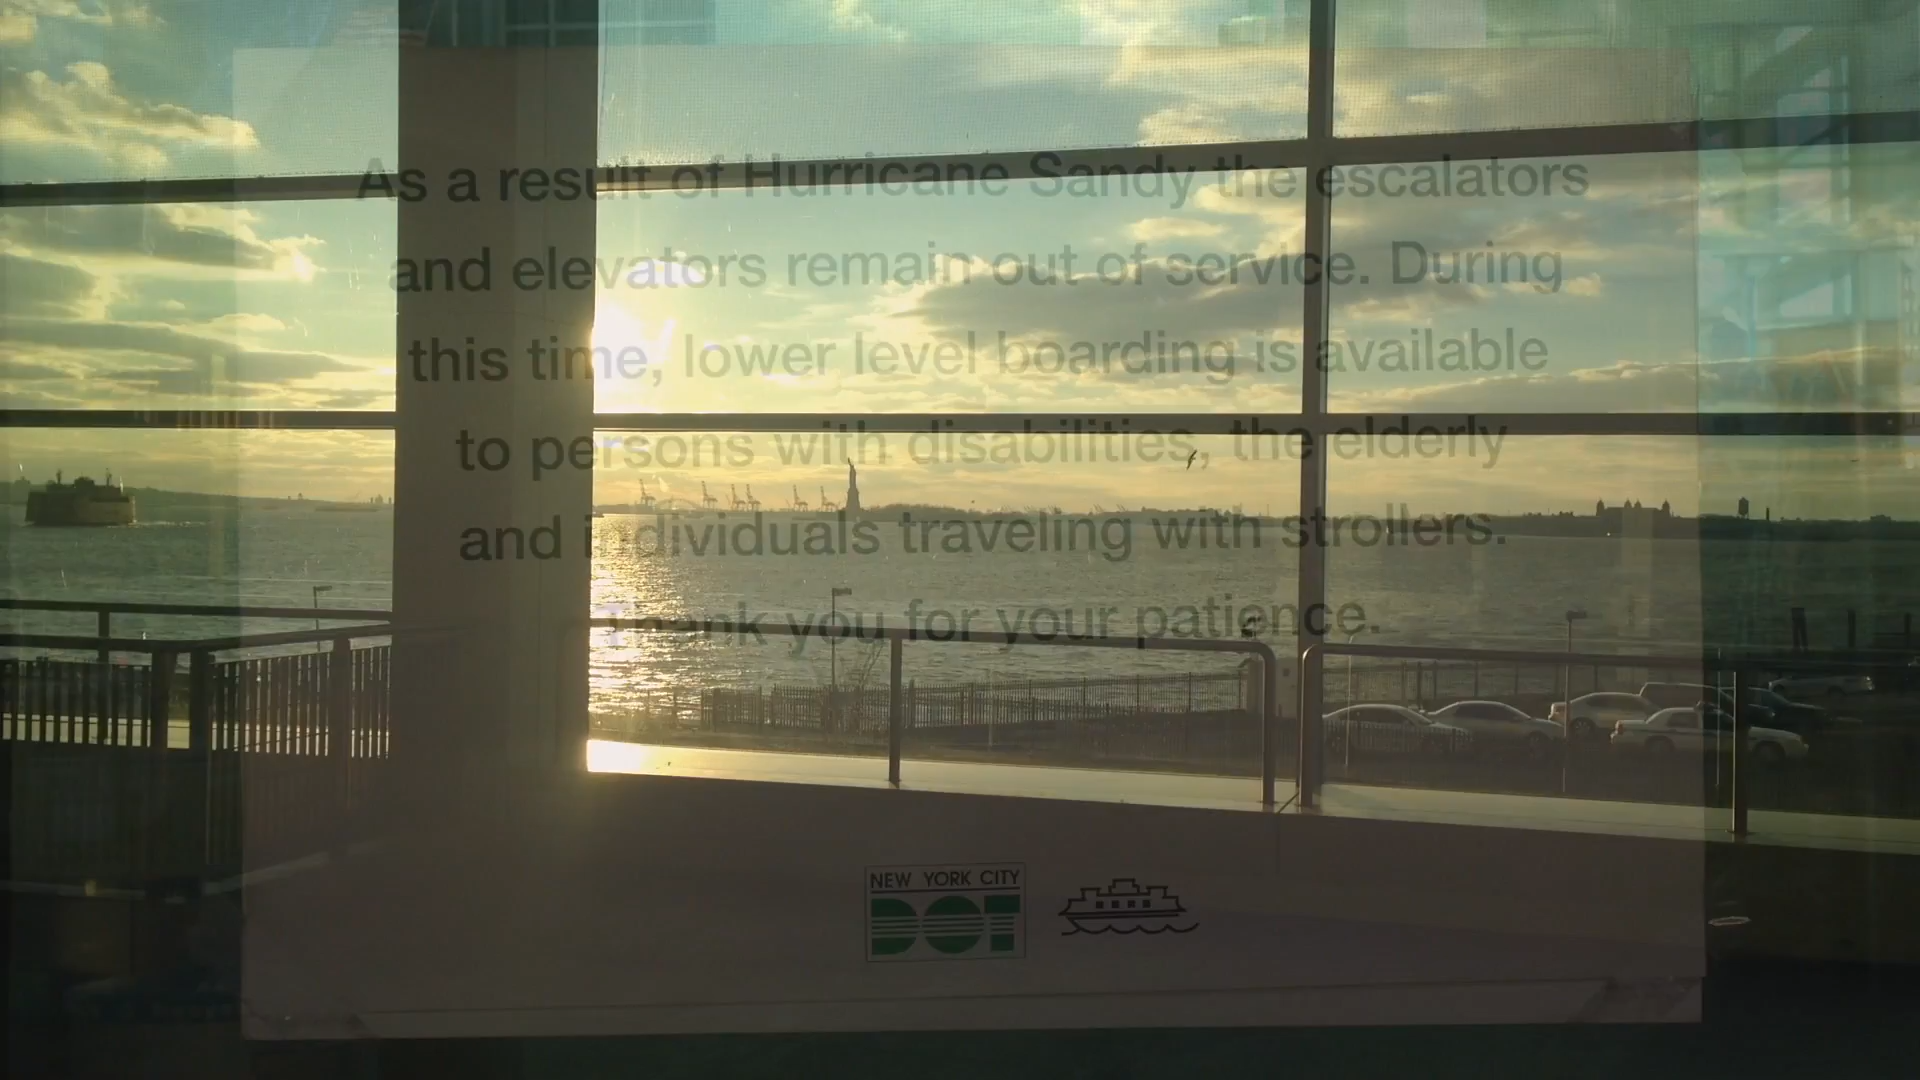 As a result of Hurricane Sandy the escalators
and elevators remain out of service. During
this time, lower level boarding is available
to persons with disabilities, the elderly
and individuals traveling with strollers.
Thank you for your patience.
NEW YORK CITY
DOT